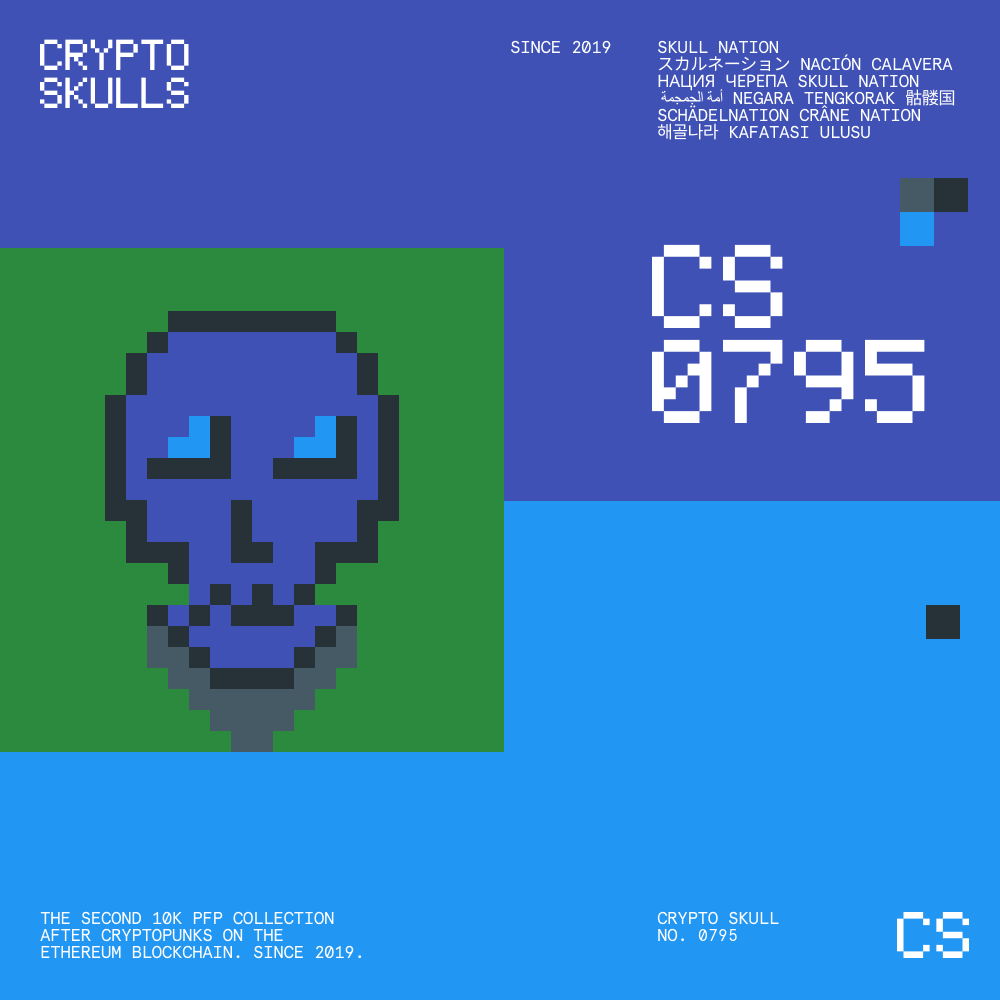 CRYPTO
SKULLS
SINCE 2019
SKULL NATION
スカルネーション NACIÓN CALAVERA
НАЦИЯ ЧЕРЕПА SKULL NATION
أمة الجمجمة NEGARA TENGKORAK 骷髅国
SCHÄDELNATION CRÂNE NATION
해골나라 KAFATASI ULUSU
CS
0795
THE SECOND 10K PFP COLLECTION
AFTER CRYPTOPUNKS ON THE
ETHEREUM BLOCKCHAIN. SINCE 2019.
CRYPTO SKULL
NO. 0795
CS